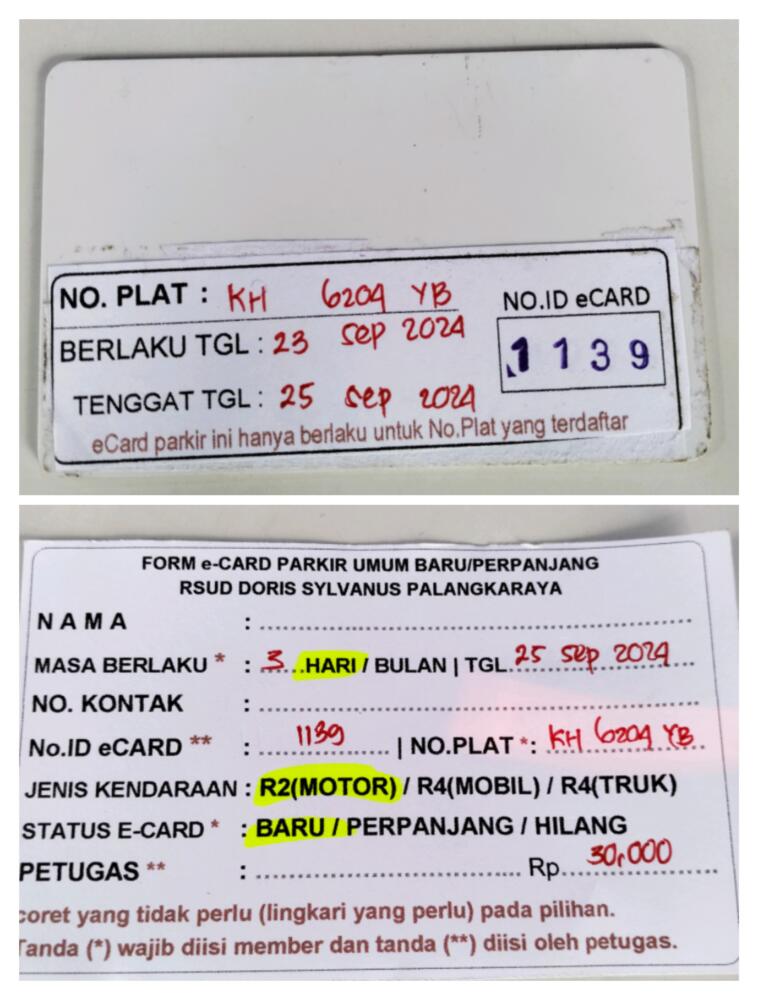 NO. PLAT : KH 6204 YB
NO.ID eCARD
BERLAKU TGL : 23 Sep 2024
1139
TENGGAT TGL : 25 Sep 2024
eCard parkir ini hanya berlaku untuk No.Plat yang terdaftar
FORM e-CARD PARKIR UMUM BARU/PERPANJANG
RSUD DORIS SYLVANUS PALANGKARAYA
NAMA : ................................................
MASA BERLAKU * : 3...HARI / BULAN | TGL. 25 Sep 2024
NO. KONTAK : ................................................
No.ID eCARD ** : 1139 ............ | NO.PLAT *: KH 6204 YB
JENIS KENDARAAN : R2(MOTOR) / R4(MOBIL) / R4(TRUK)
STATUS E-CARD * : BARU / PERPANJANG / HILANG
PETUGAS ** : ................................ Rp. 30,000
coret yang tidak perlu (lingkari yang perlu) pada pilihan.
Tanda (*) wajib diisi member dan tanda (**) diisi oleh petugas.